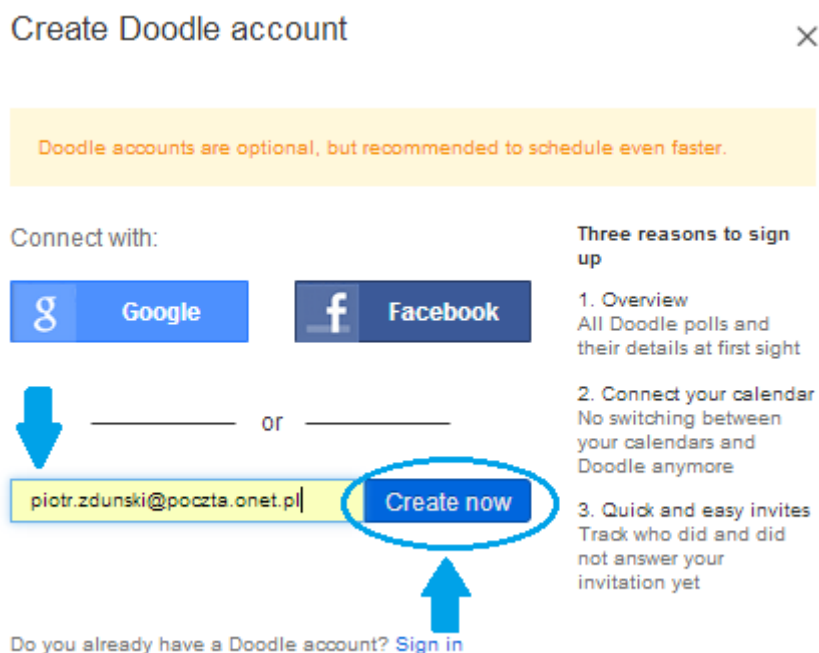 Create Doodle account
Doodle accounts are optional, but recommended to schedule even faster.
Connect with:
g Google
f Facebook
or
piotr.zdunski@poczta.onet.pl
Create now
Do you already have a Doodle account? Sign in
Three reasons to sign
up
1. Overview
All Doodle polls and
their details at first sight
2. Connect your calendar
No switching between
your calendars and
Doodle anymore
3. Quick and easy invites
Track who did and did
not answer your
invitation yet